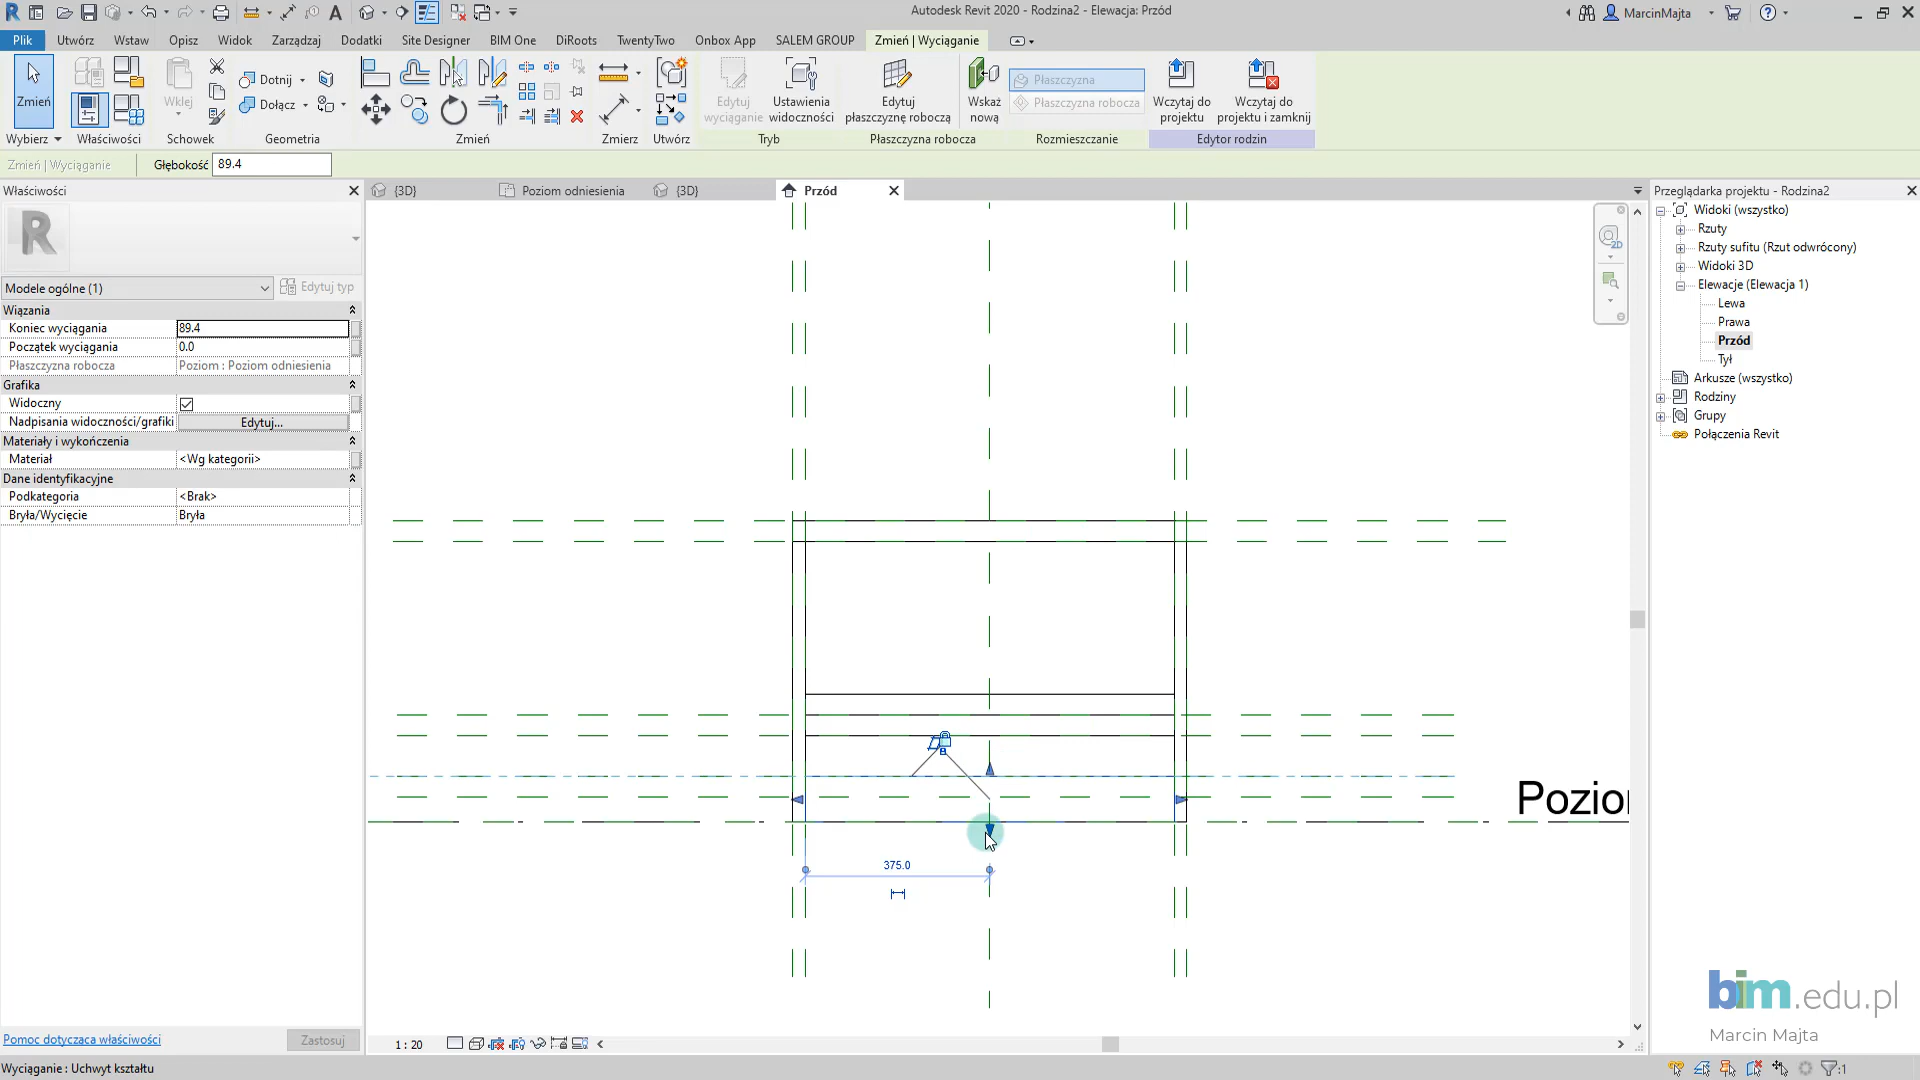 Autodesk Revit 2020 - Rodzina2 - Elewacja: Przód
MarcinMajta
Plik
Utwórz
Wstaw
Opisz
Widok
Zarządzaj
Dodatki
Site Designer
BIM One
DiRoots
TwentyTwo
Onbox App
SALEM GROUP
Zmień | Wyciąganie
Zmień
Wklej
Dotnij
Dołącz
Edytuj
wyciąganie
Ustawienia
widoczności
Edytuj
płaszczyznę roboczą
Wskaż
nową
Płaszczyzna
Płaszczyzna robocza
Wczytaj do
projektu
Wczytaj do
projektu i zamknij
Wybierz
Właściwości
Schowek
Geometria
Zmień
Zmierz
Utwórz
Tryb
Płaszczyzna robocza
Rozmieszczanie
Edytor rodzin
Zmień | Wyciąganie
Głębokość
89.4
Właściwości
{3D}
Poziom odniesienia
{3D}
Przód
Przeglądarka projektu - Rodzina2
Modele ogólne (1)
Edytuj typ
Wiązania
Koniec wyciągania 89.4
Początek wyciągania 0.0
Płaszczyzna robocza Poziom : Poziom odniesienia
Grafika
Widoczny
Nadpisania widoczności/grafiki Edytuj...
Materiały i wykończenia
Materiał <Wg kategorii>
Dane identyfikacyjne
Podkategoria <Brak>
Bryła/Wycięcie Bryła
Widoki (wszystko)
Rzuty
Rzuty sufitu (Rzut odwrócony)
Widoki 3D
Elewacje (Elewacja 1)
Lewa
Prawa
Przód
Tył
Arkusze (wszystko)
Rodziny
Grupy
Połączenia Revit
2D
Pozio
375.0
bim.edu.pl
Marcin Majta
Pomoc dotycząca właściwości
Zastosuj
1 : 20
Wyciąganie : Uchwyt kształtu
:1